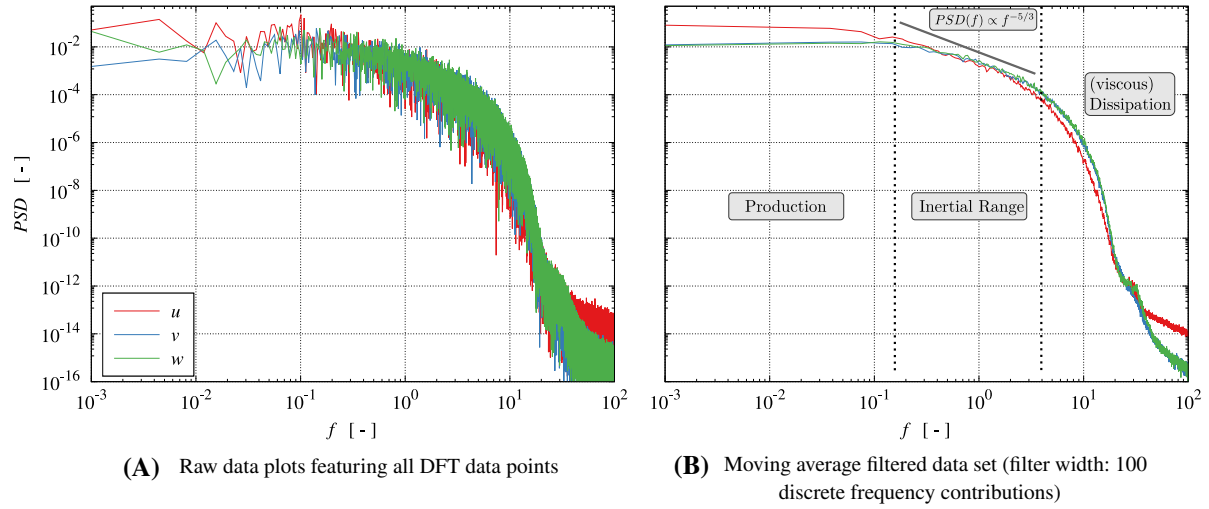 10^{-2}
10^{-4}
10^{-6}
10^{-8}
10^{-10}
10^{-12}
10^{-14}
10^{-16}
PSD [ - ]
u
v
w
10^{-3}
10^{-2}
10^{-1}
10^{0}
10^{1}
10^{2}
f [ - ]
(A) Raw data plots featuring all DFT data points
PSD(f) ∝ f^{-5/3}
(viscous)
Dissipation
Production
Inertial Range
10^{-3}
10^{-2}
10^{-1}
10^{0}
10^{1}
10^{2}
f [ - ]
(B) Moving average filtered data set (filter width: 100
discrete frequency contributions)